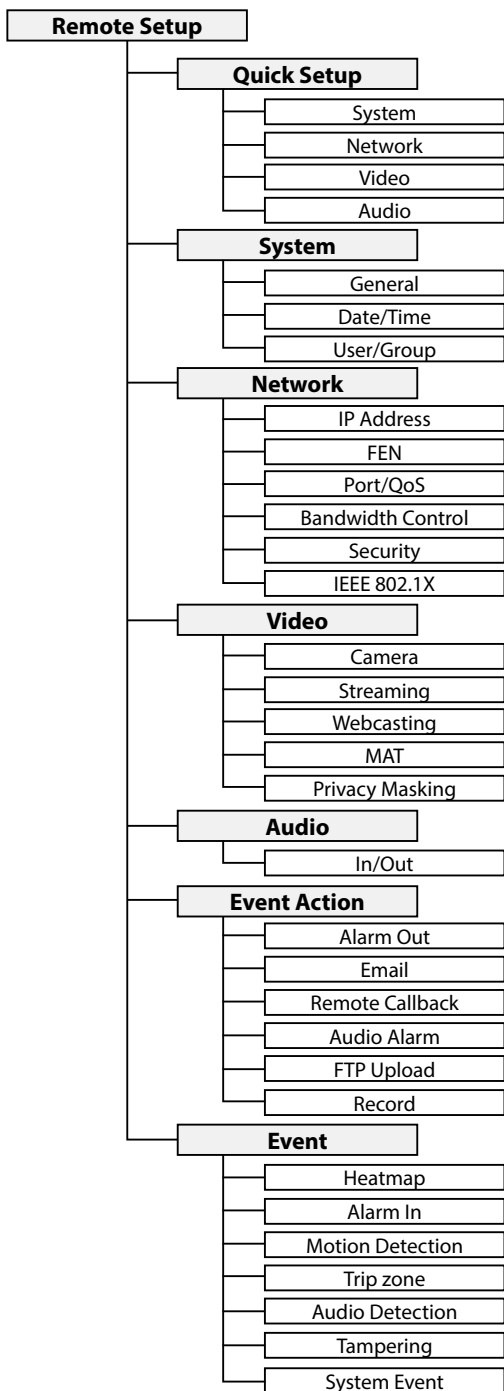 Remote Setup
Quick Setup
System
Network
Video
Audio
System
General
Date/Time
User/Group
Network
IP Address
FEN
Port/QoS
Bandwidth Control
Security
IEEE 802.1X
Video
Camera
Streaming
Webcasting
MAT
Privacy Masking
Audio
In/Out
Event Action
Alarm Out
Email
Remote Callback
Audio Alarm
FTP Upload
Record
Event
Heatmap
Alarm In
Motion Detection
Trip zone
Audio Detection
Tampering
System Event